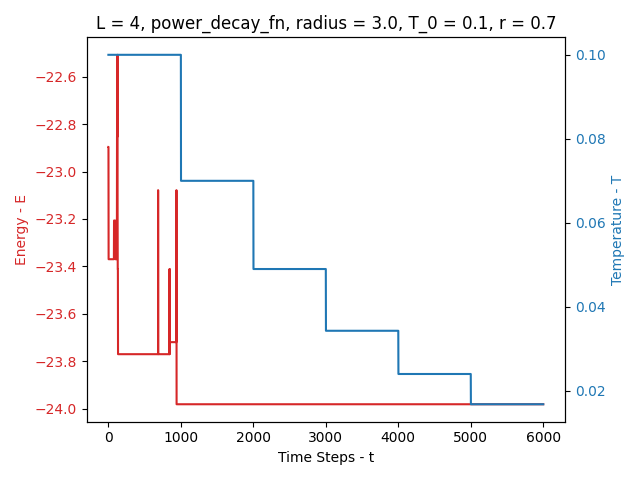 L = 4, power_decay_fn, radius = 3.0, T_0 = 0.1, r = 0.7
−22.6
−22.8
−23.0
−23.2
−23.4
−23.6
−23.8
−24.0
Energy - E
0.10
0.08
0.06
0.04
0.02
Temperature - T
0 1000 2000 3000 4000 5000 6000
Time Steps - t